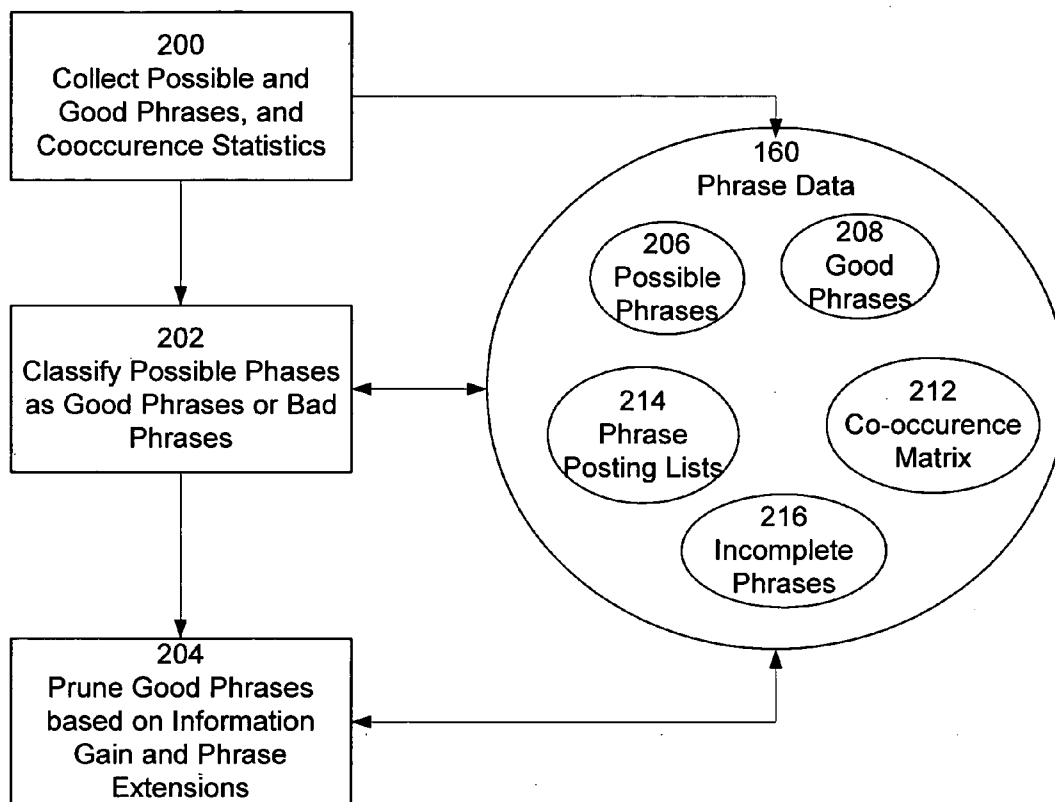 200
Collect Possible and
Good Phrases, and
Cooccurence Statistics
160
Phrase Data
206
Possible
Phrases
208
Good
Phrases
202
Classify Possible Phases
as Good Phrases or Bad
Phrases
214
Phrase
Posting Lists
212
Co-occurence
Matrix
216
Incomplete
Phrases
204
Prune Good Phrases
based on Information
Gain and Phrase
Extensions